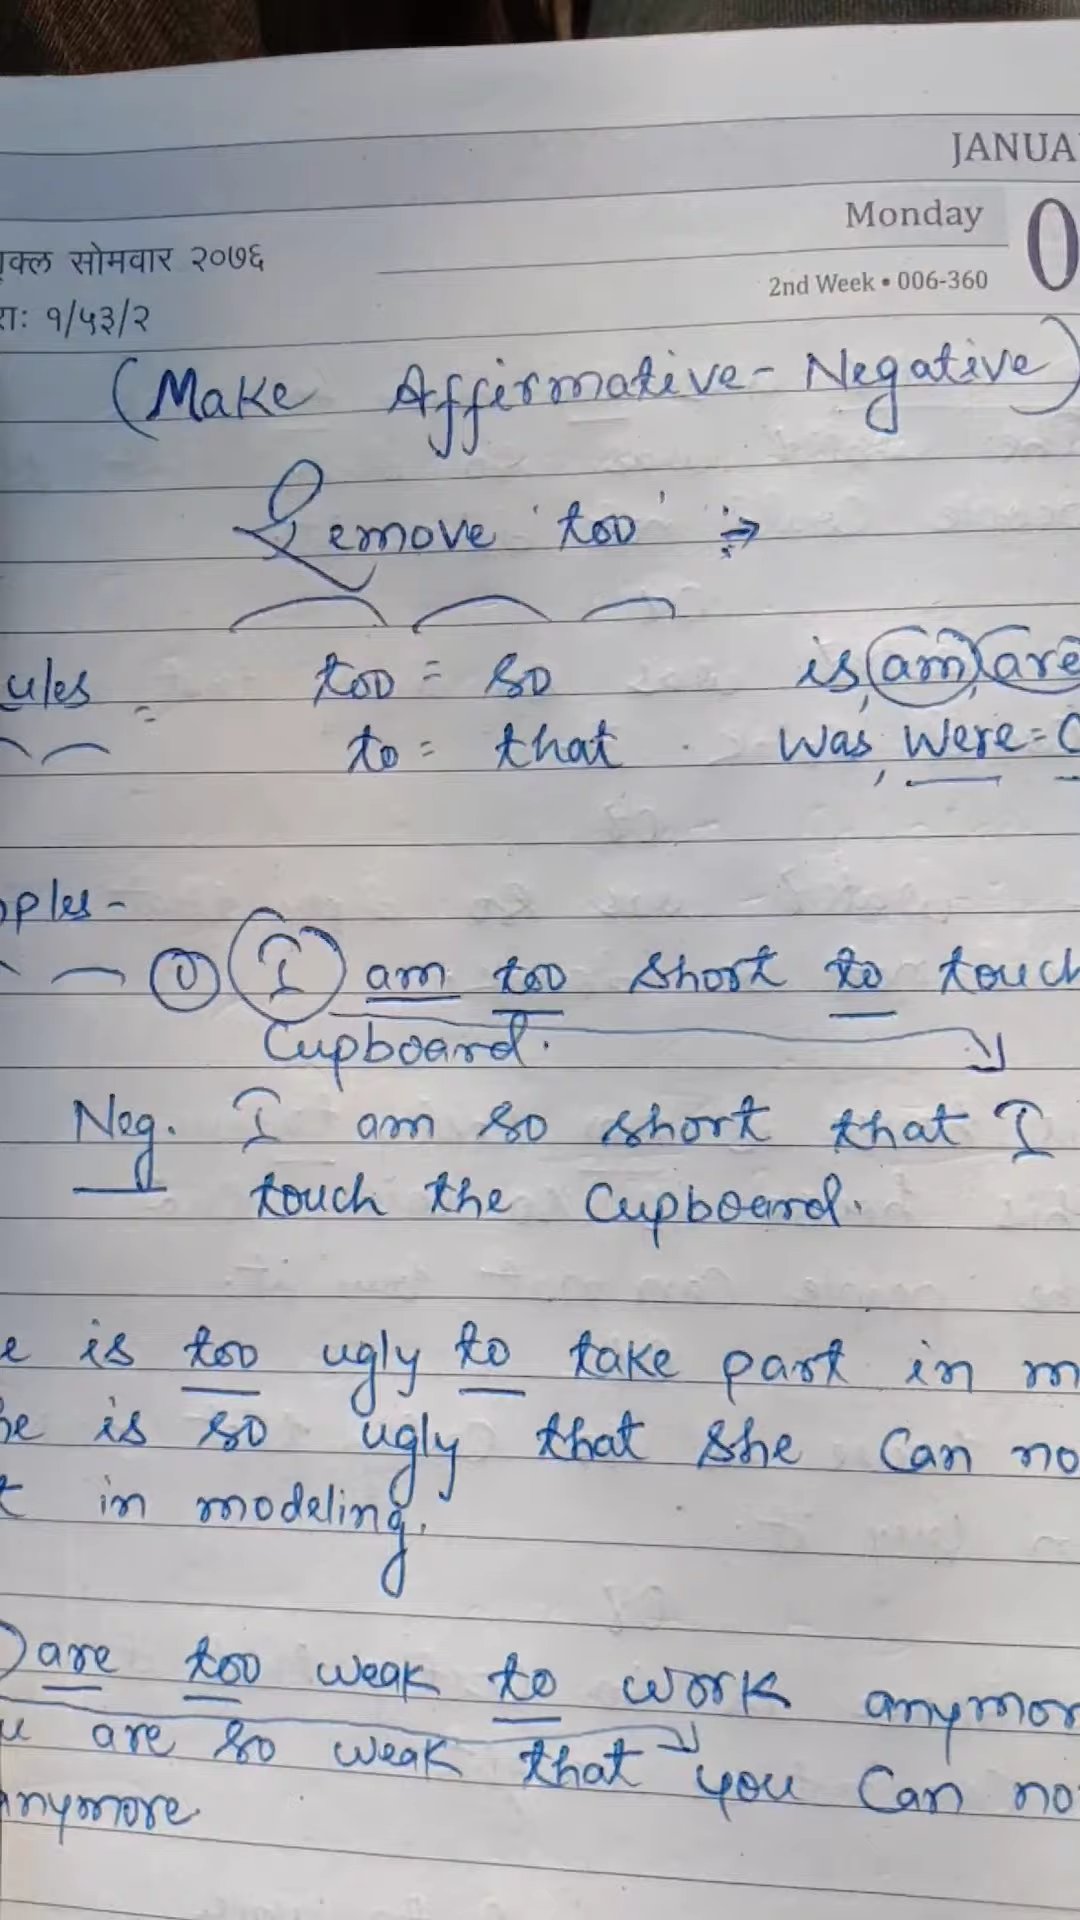 JANUA
Monday 0
क्ल सोमवार २०७६
2nd Week • 006-360
१/५३/२
(Make Affirmative-Negative)
Remove 'too' ⇒
ules = too = so is, am, are
to = that was, were = C
ples -
① I am too short to touch
Cupboard.
Neg. I am so short that I
touch the Cupboard.
e is too ugly to take part in m
he is so ugly that she Can no
t in modeling.
are too weak to work anymor
u are so weak that you Can no
anymore